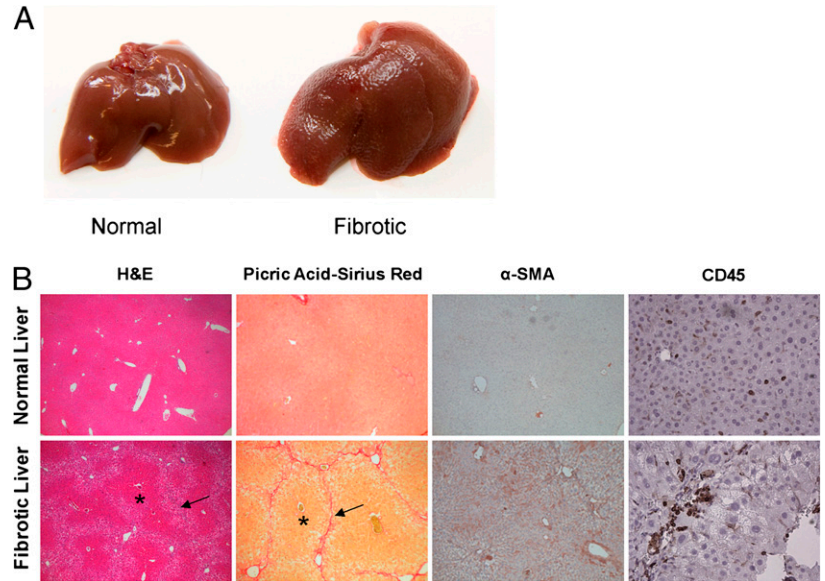 A
Normal
Fibrotic
B
H&E
Picric Acid-Sirius Red
α-SMA
CD45
Normal Liver
*
*
Fibrotic Liver